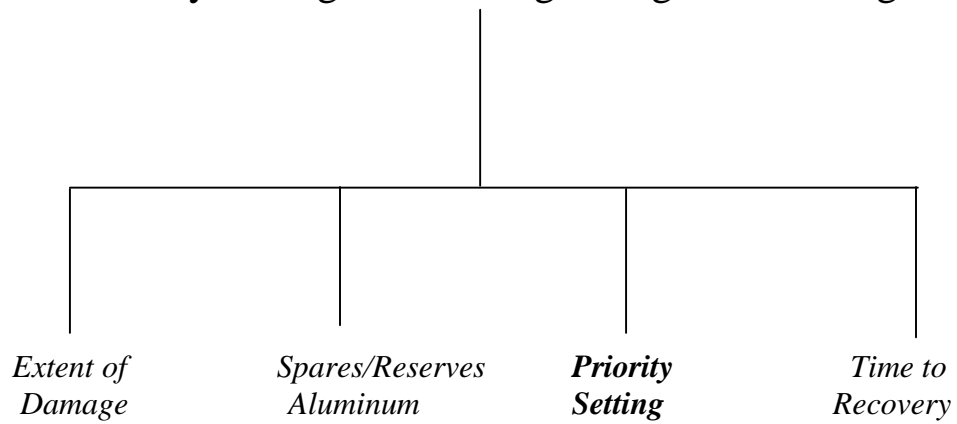 Extent of
Damage
Spares/Reserves
Aluminum
Priority
Setting
Time to
Recovery